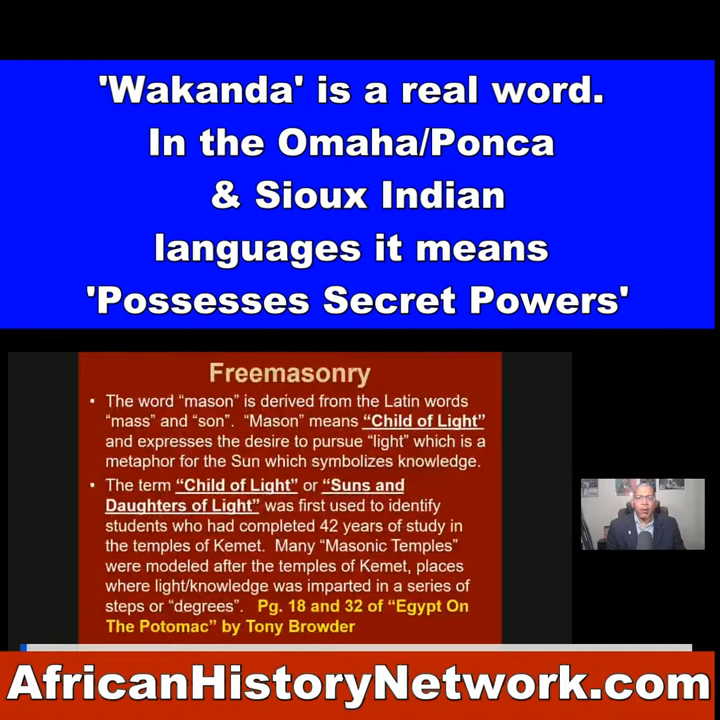 'Wakanda' is a real word.
In the Omaha/Ponca
& Sioux Indian
languages it means
'Possesses Secret Powers'
Freemasonry
• The word “mason” is derived from the Latin words
“mass” and “son”. “Mason” means “Child of Light”
and expresses the desire to pursue “light” which is a
metaphor for the Sun which symbolizes knowledge.
• The term “Child of Light” or “Suns and
Daughters of Light” was first used to identify
students who had completed 42 years of study in
the temples of Kemet. Many “Masonic Temples”
were modeled after the temples of Kemet, places
where light/knowledge was imparted in a series of
steps or “degrees”. Pg. 18 and 32 of “Egypt On
The Potomac” by Tony Browder
AfricanHistoryNetwork.com